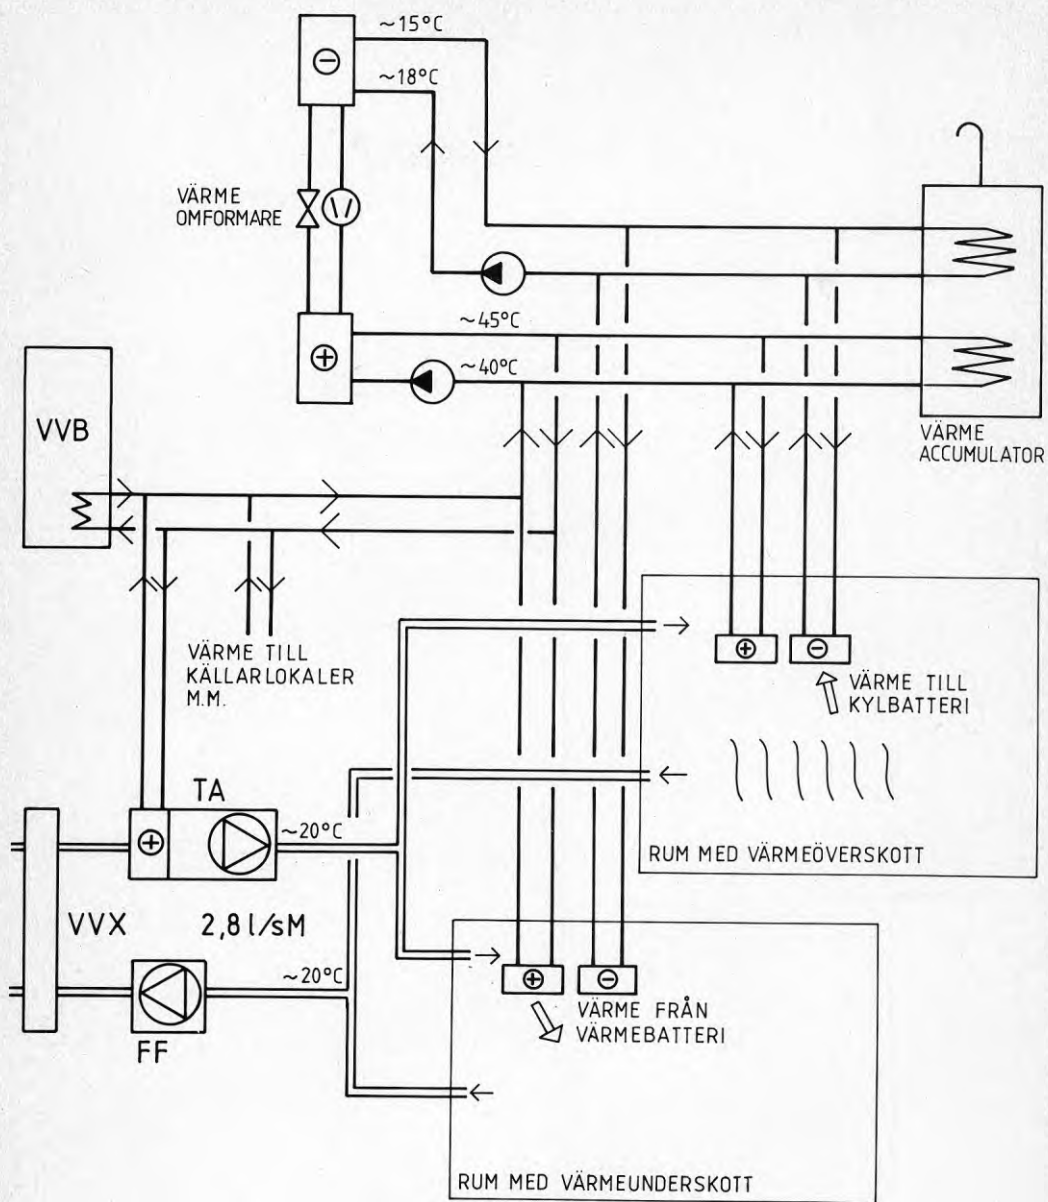 ~15°C
~18°C
VÄRME
OMFORMARE
~45°C
~40°C
VVB
VÄRME
ACCUMULATOR
VÄRME TILL
KÄLLARLOKALER
M.M.
VÄRME TILL
KYLBATTERI
TA
~20°C
RUM MED VÄRMEÖVERSKOTT
VVX
2,8 l/sM
~20°C
FF
VÄRME FRÅN
VÄRMEBATTERI
RUM MED VÄRMEUNDERSKOTT